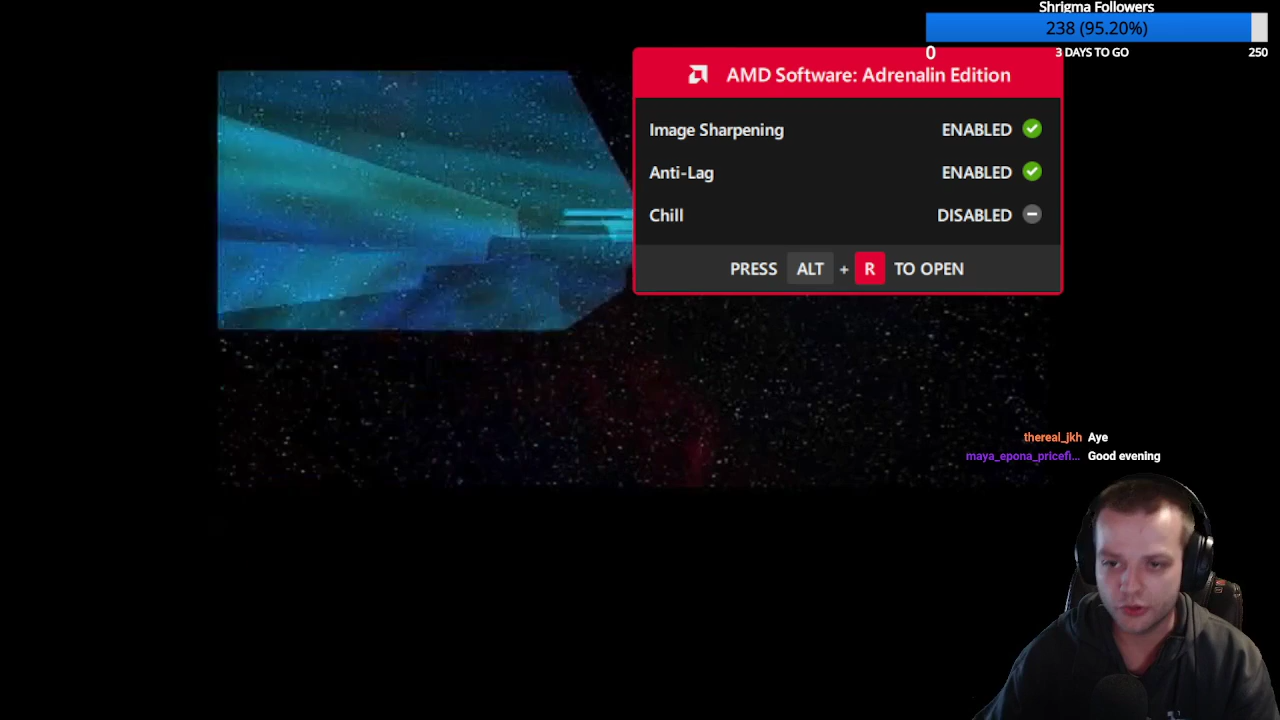 Shrigma Followers
238 (95.20%)
0 3 DAYS TO GO 250
AMD Software: Adrenalin Edition
Image Sharpening ENABLED
Anti-Lag ENABLED
Chill DISABLED
PRESS ALT + R TO OPEN
thereal_jkh Aye
maya_epona_pricefi... Good evening